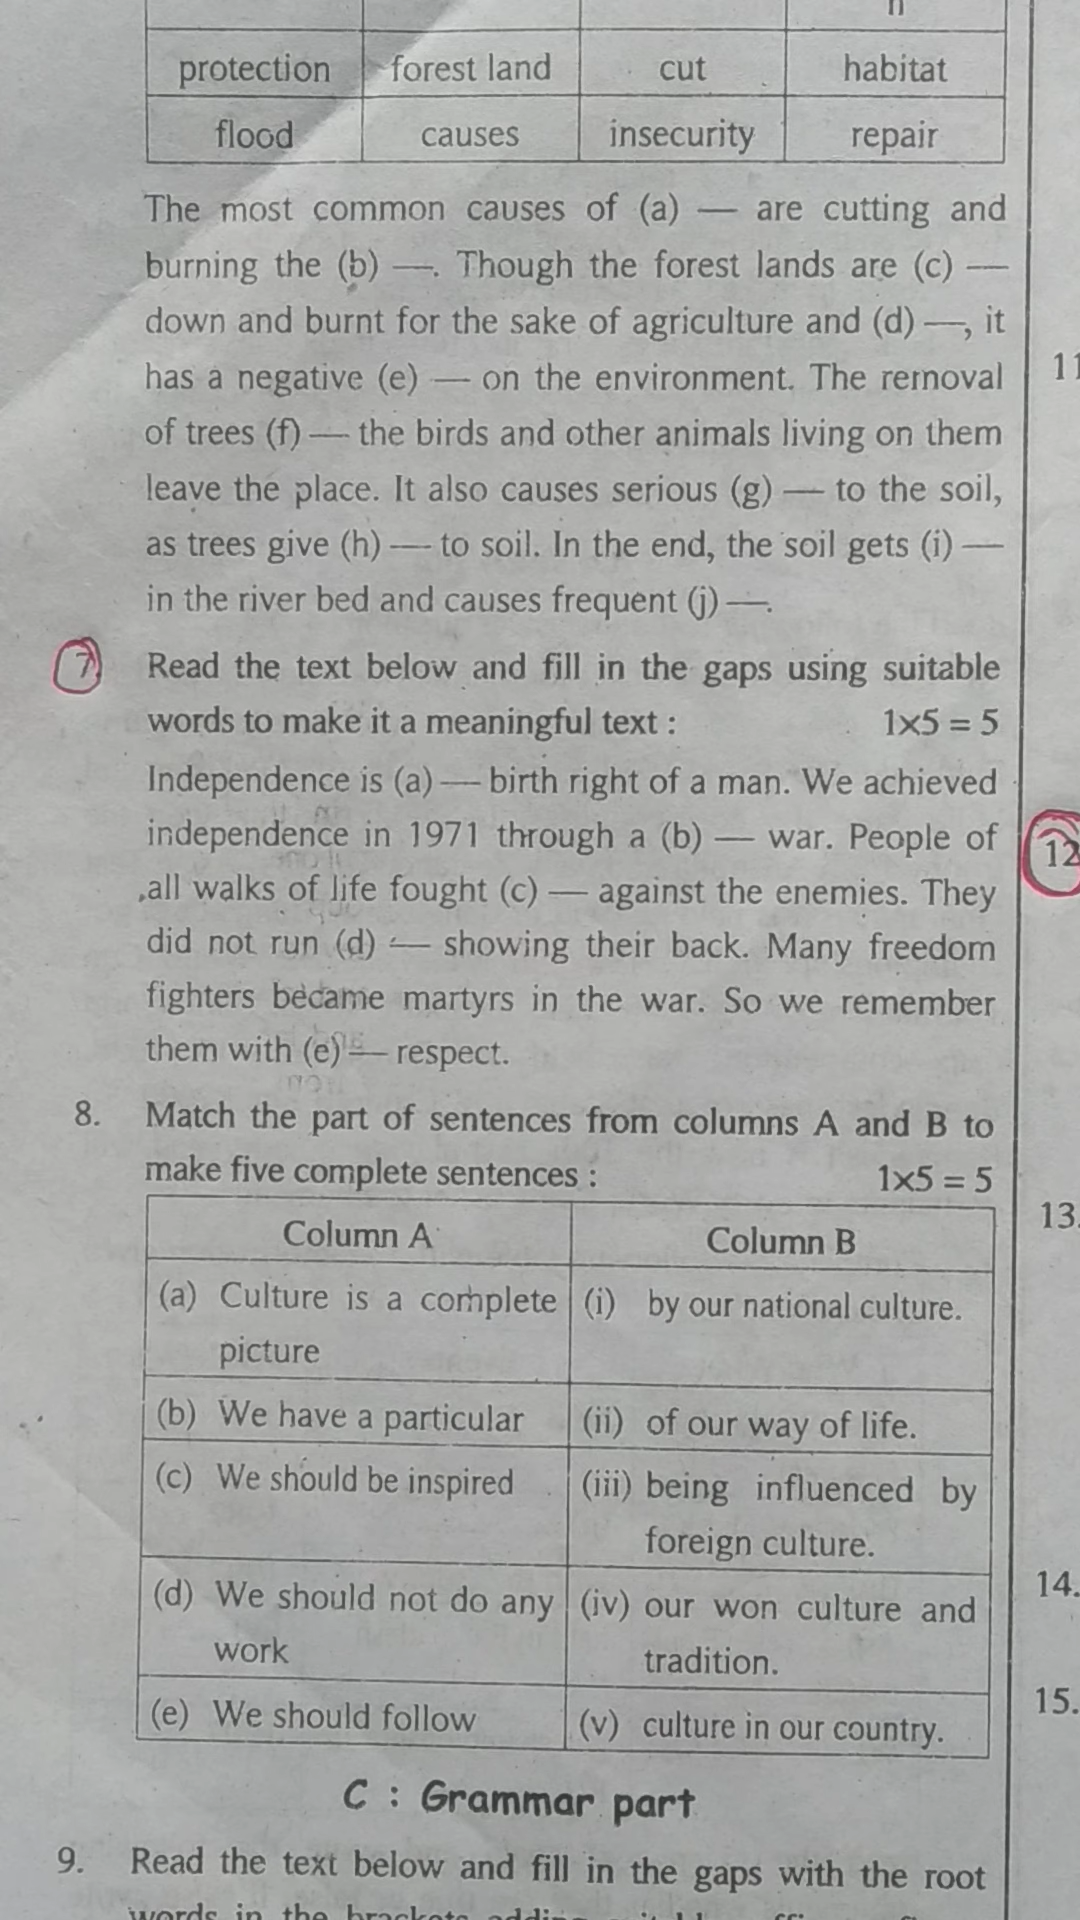 n
protection forest land cut habitat
flood causes insecurity repair
The most common causes of (a) — are cutting and
burning the (b) —. Though the forest lands are (c) —
down and burnt for the sake of agriculture and (d) —, it
has a negative (e) — on the environment. The removal
of trees (f) — the birds and other animals living on them
leave the place. It also causes serious (g) — to the soil,
as trees give (h) — to soil. In the end, the soil gets (i) —
in the river bed and causes frequent (j) —.
7. Read the text below and fill in the gaps using suitable
words to make it a meaningful text : 1×5 = 5
Independence is (a) — birth right of a man. We achieved
independence in 1971 through a (b) — war. People of
all walks of life fought (c) — against the enemies. They
did not run (d) — showing their back. Many freedom
fighters became martyrs in the war. So we remember
them with (e) — respect.
8. Match the part of sentences from columns A and B to
make five complete sentences : 1×5 = 5
Column A Column B
(a) Culture is a complete (i) by our national culture.
picture
(b) We have a particular (ii) of our way of life.
(c) We should be inspired (iii) being influenced by
foreign culture.
(d) We should not do any (iv) our won culture and
work tradition.
(e) We should follow (v) culture in our country.
C : Grammar part
9. Read the text below and fill in the gaps with the root
words in the brackets adding
11
12
13.
14.
15.